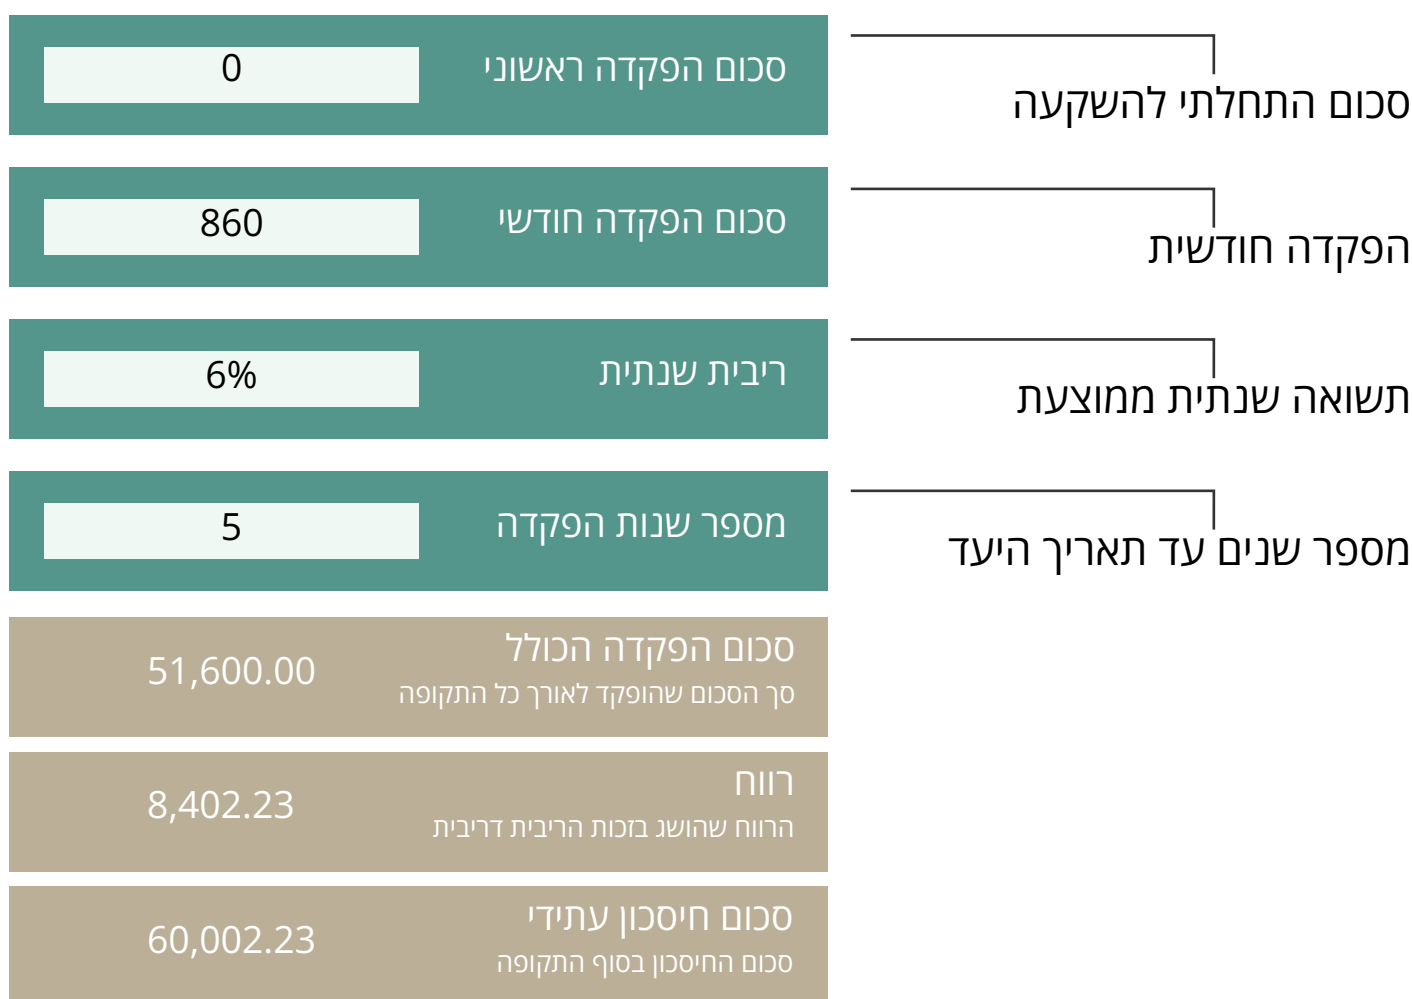 סכום הפקדה ראשוני
0
סכום התחלתי להשקעה
סכום הפקדה חודשי
860
הפקדה חודשית
ריבית שנתית
6%
תשואה שנתית ממוצעת
מספר שנות הפקדה
5
מספר שנים עד תאריך היעד
סכום הפקדה הכולל
סך הסכום שהופקד לאורך כל התקופה
51,600.00
רווח
הרווח שהושג בזכות הריבית דריבית
8,402.23
סכום חיסכון עתידי
סכום החיסכון בסוף התקופה
60,002.23